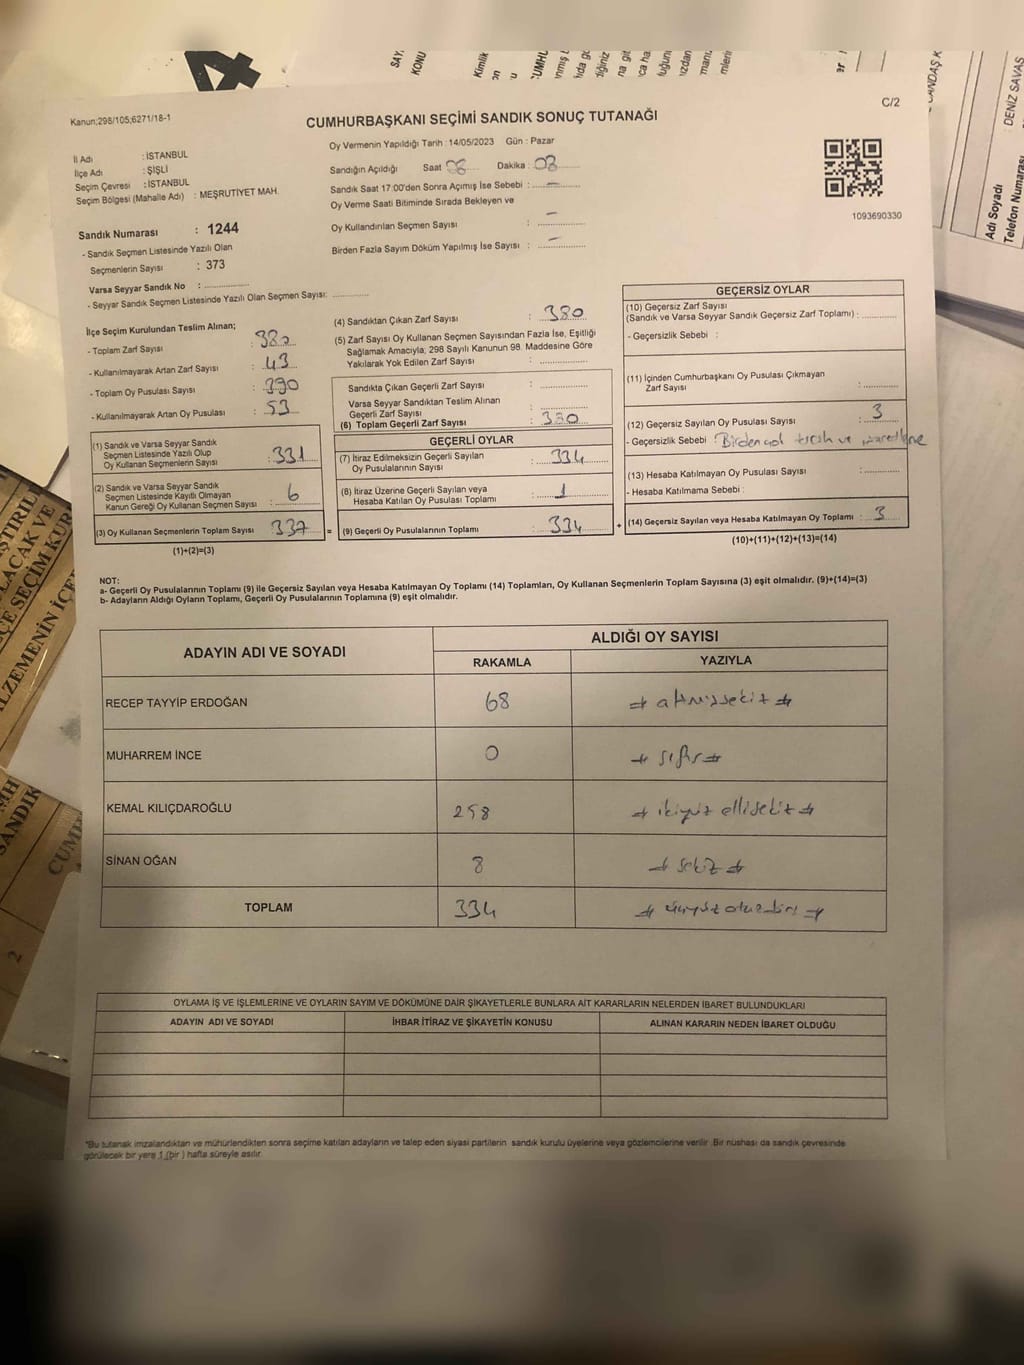 4
SAY.
KONU
Kimlik
C/2
Kanun;298/105;6271/18-1
CUMHURBAŞKANI SEÇİMİ SANDIK SONUÇ TUTANAĞI
Oy Vermenin Yapıldığı Tarih : 14/05/2023 Gün : Pazar
İl Adı : İSTANBUL
İlçe Adı : ŞİŞLİ
Seçim Çevresi : İSTANBUL
Seçim Bölgesi (Mahalle Adı) : MEŞRUTİYET MAH.
Sandığın Açıldığı Saat 08 Dakika : 08
Sandık Saat 17:00'den Sonra Açımış İse Sebebi : —
Oy Verme Saati Bitiminde Sırada Bekleyen ve
Oy Kullandırılan Seçmen Sayısı : —
Birden Fazla Sayım Döküm Yapılmış İse Sayısı : —
1093690330
Sandık Numarası : 1244
- Sandık Seçmen Listesinde Yazılı Olan
Seçmenlerin Sayısı : 373
Varsa Seyyar Sandık No :
- Seyyar Sandık Seçmen Listesinde Yazılı Olan Seçmen Sayısı:
İlçe Seçim Kurulundan Teslim Alınan;
- Toplam Zarf Sayısı : 380
- Kullanılmayarak Artan Zarf Sayısı : 43
- Toplam Oy Pusulası Sayısı : 390
- Kullanılmayarak Artan Oy Pusulası : 53
(1) Sandık ve Varsa Seyyar Sandık
Seçmen Listesinde Yazılı Olup
Oy Kullanan Seçmenlerin Sayısı : 331
(2) Sandık ve Varsa Seyyar Sandık
Seçmen Listesinde Kayıtlı Olmayan
Kanun Gereği Oy Kullanan Seçmen Sayısı : 6
(3) Oy Kullanan Seçmenlerin Toplam Sayısı : 337
(1)+(2)=(3)
(4) Sandıktan Çıkan Zarf Sayısı : 380
(5) Zarf Sayısı Oy Kullanan Seçmen Sayısından Fazla İse, Eşitliği
Sağlamak Amacıyla; 298 Sayılı Kanunun 98. Maddesine Göre
Yakılarak Yok Edilen Zarf Sayısı :
Sandıkta Çıkan Geçerli Zarf Sayısı :
Varsa Seyyar Sandıktan Teslim Alınan
Geçerli Zarf Sayısı :
(6) Toplam Geçerli Zarf Sayısı : 330
GEÇERLİ OYLAR
(7) İtiraz Edilmeksizin Geçerli Sayılan
Oy Pusulalarının Sayısı : 334
(8) İtiraz Üzerine Geçerli Sayılan veya
Hesaba Katılan Oy Pusulası Toplamı : 1
= (9) Geçerli Oy Pusulalarının Toplamı : 334 +
GEÇERSİZ OYLAR
(10) Geçersiz Zarf Sayısı
(Sandık ve Varsa Seyyar Sandık Geçersiz Zarf Toplamı) :
- Geçersizlik Sebebi :
(11) İçinden Cumhurbaşkanı Oy Pusulası Çıkmayan
Zarf Sayısı :
(12) Geçersiz Sayılan Oy Pusulası Sayısı : 3
- Geçersizlik Sebebi : Birden çok tercih ve
(13) Hesaba Katılmayan Oy Pusulası Sayısı :
- Hesaba Katılmama Sebebi :
(14) Geçersiz Sayılan veya Hesaba Katılmayan Oy Toplamı : 3
(10)+(11)+(12)+(13)=(14)
NOT:
a- Geçerli Oy Pusulalarının Toplamı (9) ile Geçersiz Sayılan veya Hesaba Katılmayan Oy Toplamı (14) Toplamları, Oy Kullanan Seçmenlerin Toplam Sayısına (3) eşit olmalıdır. (9)+(14)=(3)
b- Adayların Aldığı Oyların Toplamı, Geçerli Oy Pusulalarının Toplamına (9) eşit olmalıdır.
ADAYIN ADI VE SOYADI ALDIĞI OY SAYISI
RAKAMLA YAZIYLA
RECEP TAYYİP ERDOĞAN 68 # altmışsekiz #
MUHARREM İNCE 0 # sıfır #
KEMAL KILIÇDAROĞLU 258 # ikiyüz ellisekiz #
SİNAN OĞAN 8 # sekiz #
TOPLAM 334
OYLAMA İŞ VE İŞLEMLERİNE VE OYLARIN SAYIM VE DÖKÜMÜNE DAİR ŞİKAYETLERLE BUNLARA AİT KARARLARIN NELERDEN İBARET BULUNDUKLARI
ADAYIN ADI VE SOYADI İHBAR İTİRAZ VE ŞİKAYETİN KONUSU ALINAN KARARIN NEDEN İBARET OLDUĞU
*Bu tutanak imzalandıktan ve mühürlendikten sonra seçime katılan adayların ve talep eden siyasi partilerin sandık kurulu üyelerine veya gözlemcilerine verilir. Bir nüshası da sandık çevresinde
görülecek bir yere 1 (bir) hafta süreyle asılır.
Adı Soyadı : DENİZ SAVAŞ
Telefon Numarası